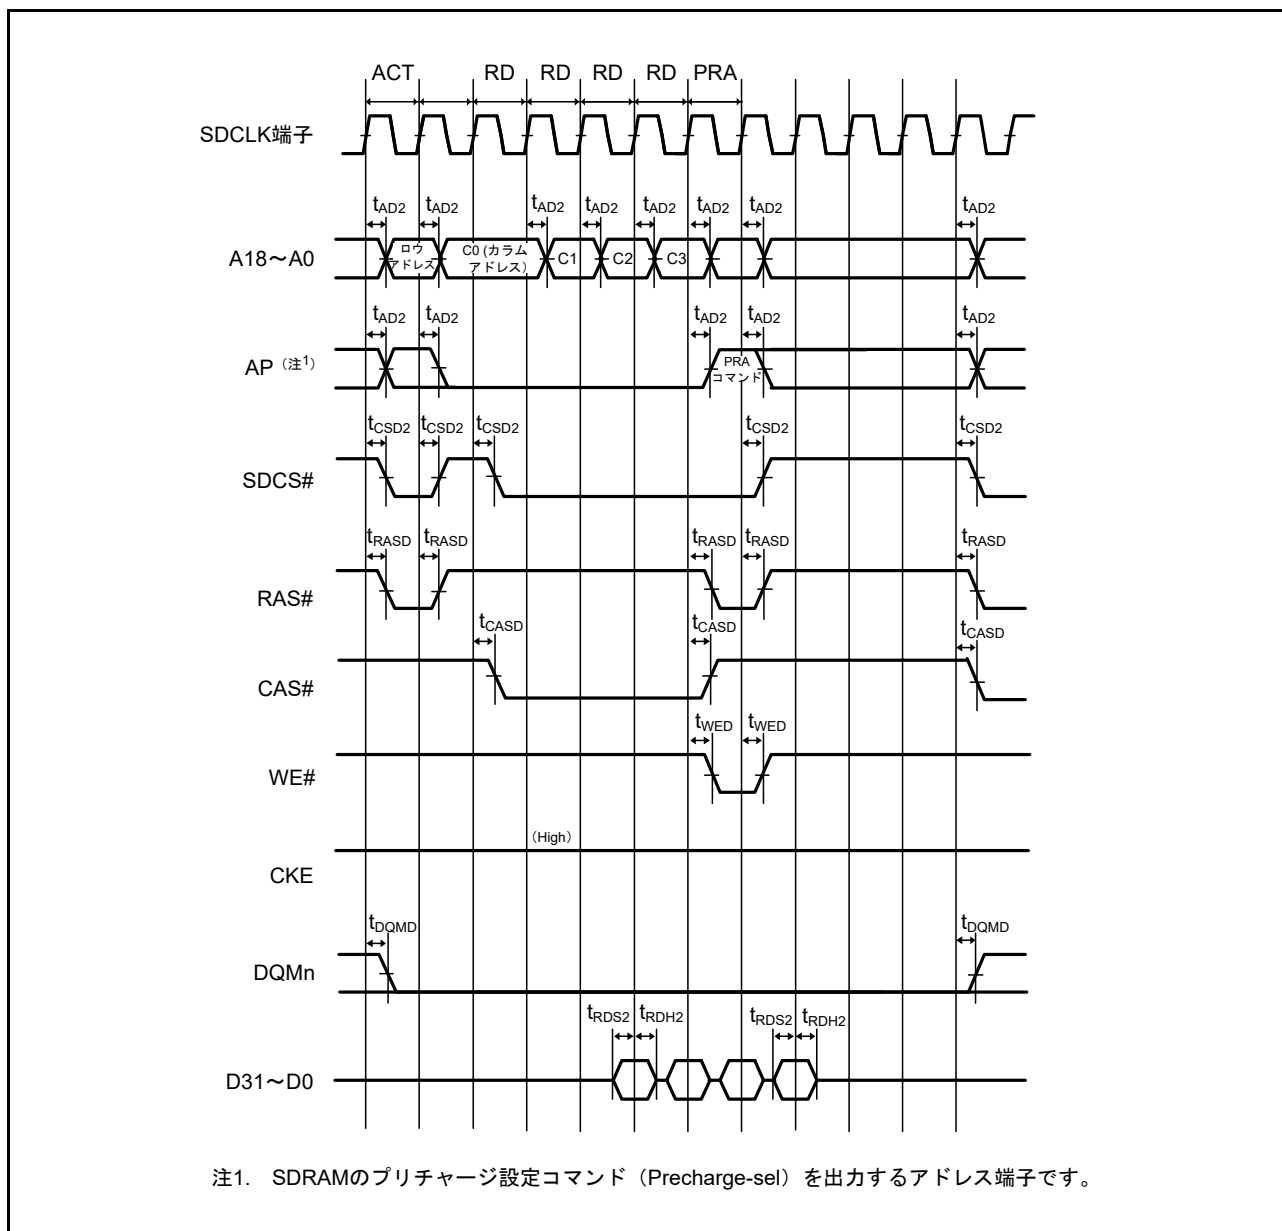 ACT RD RD RD RD PRA
SDCLK端子
tAD2 tAD2 tAD2 tAD2 tAD2 tAD2 tAD2 tAD2
A18～A0
ロウ
アドレス
C0 (カラム
アドレス）
C1 C2 C3
tAD2 tAD2 tAD2 tAD2 tAD2
AP（注1）
PRA
コマンド
tCSD2 tCSD2 tCSD2 tCSD2 tCSD2
SDCS#
tRASD tRASD tRASD tRASD tRASD
RAS#
tCASD tCASD tCASD
CAS#
tWED tWED
WE#
（High）
CKE
tDQMD tDQMD
DQMn
tRDS2 tRDH2 tRDS2 tRDH2
D31～D0
注1. SDRAMのプリチャージ設定コマンド（Precharge-sel）を出力するアドレス端子です。